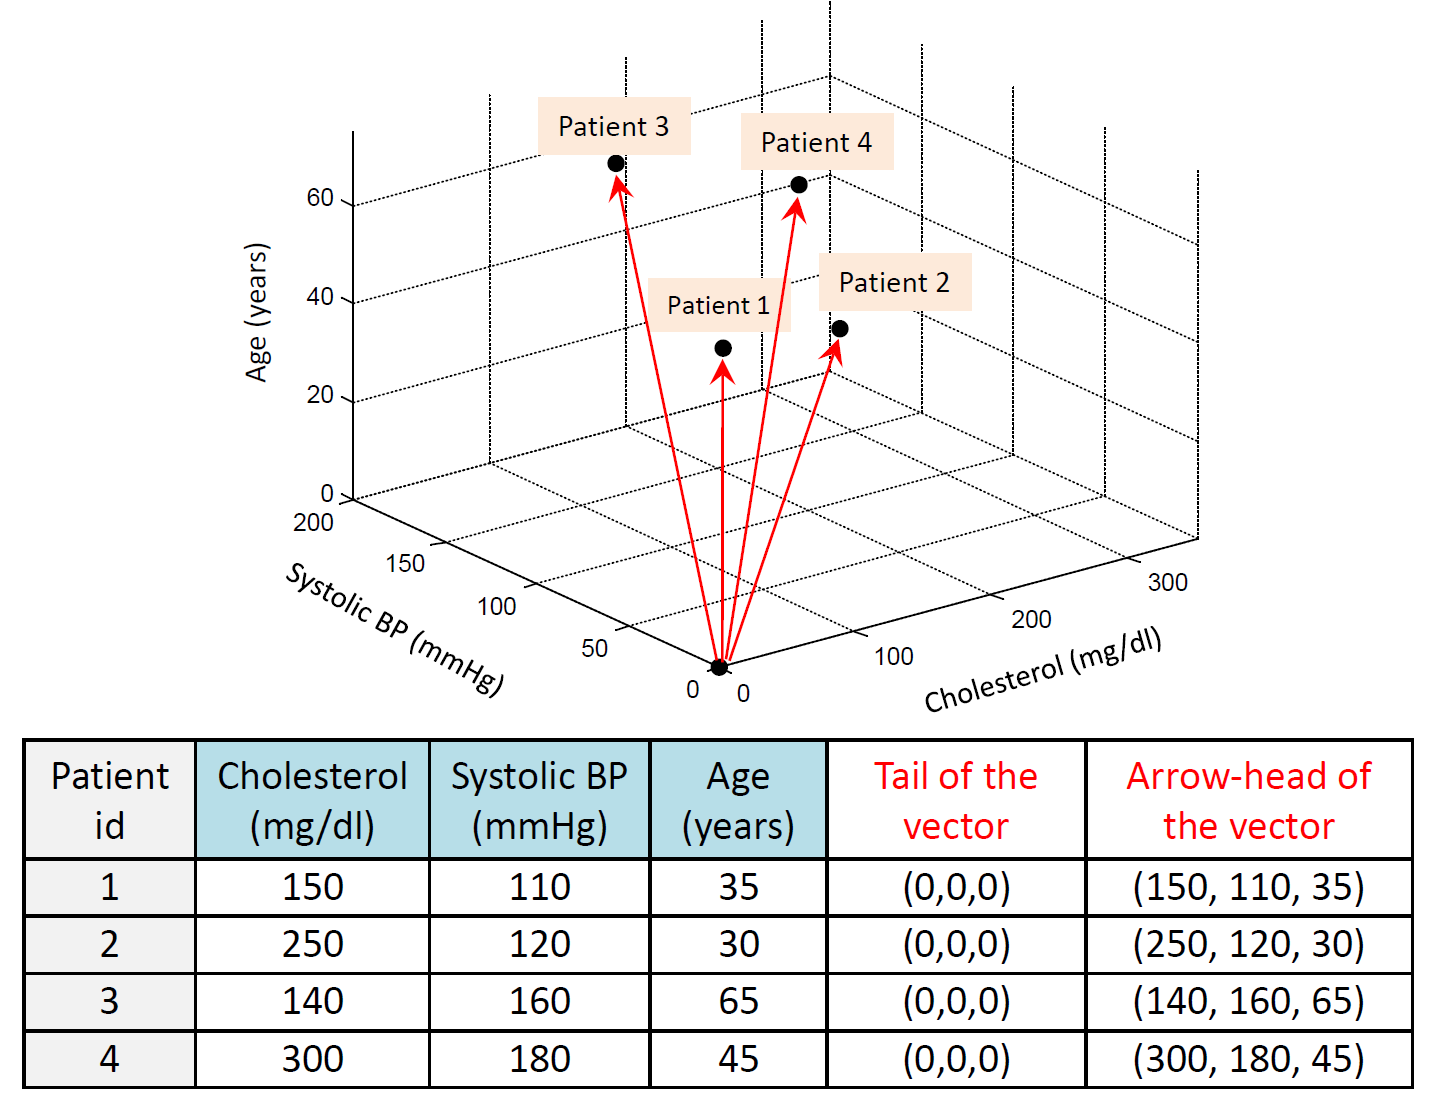 Patient 3
Patient 4
Patient 2
Patient 1
Age (years)
60
40
20
0
200
150
100
50
0
Systolic BP (mmHg)
0
100
200
300
Cholesterol (mg/dl)
Patient id Cholesterol (mg/dl) Systolic BP (mmHg) Age (years) Tail of the vector Arrow-head of the vector
1 150 110 35 (0,0,0) (150, 110, 35)
2 250 120 30 (0,0,0) (250, 120, 30)
3 140 160 65 (0,0,0) (140, 160, 65)
4 300 180 45 (0,0,0) (300, 180, 45)